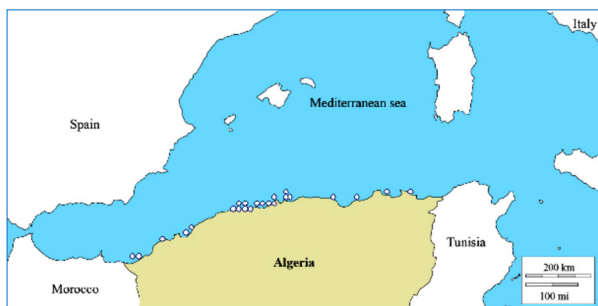 Italy
Mediterranean sea
Spain
Algeria
Tunisia
Morocco
200 km
100 mi